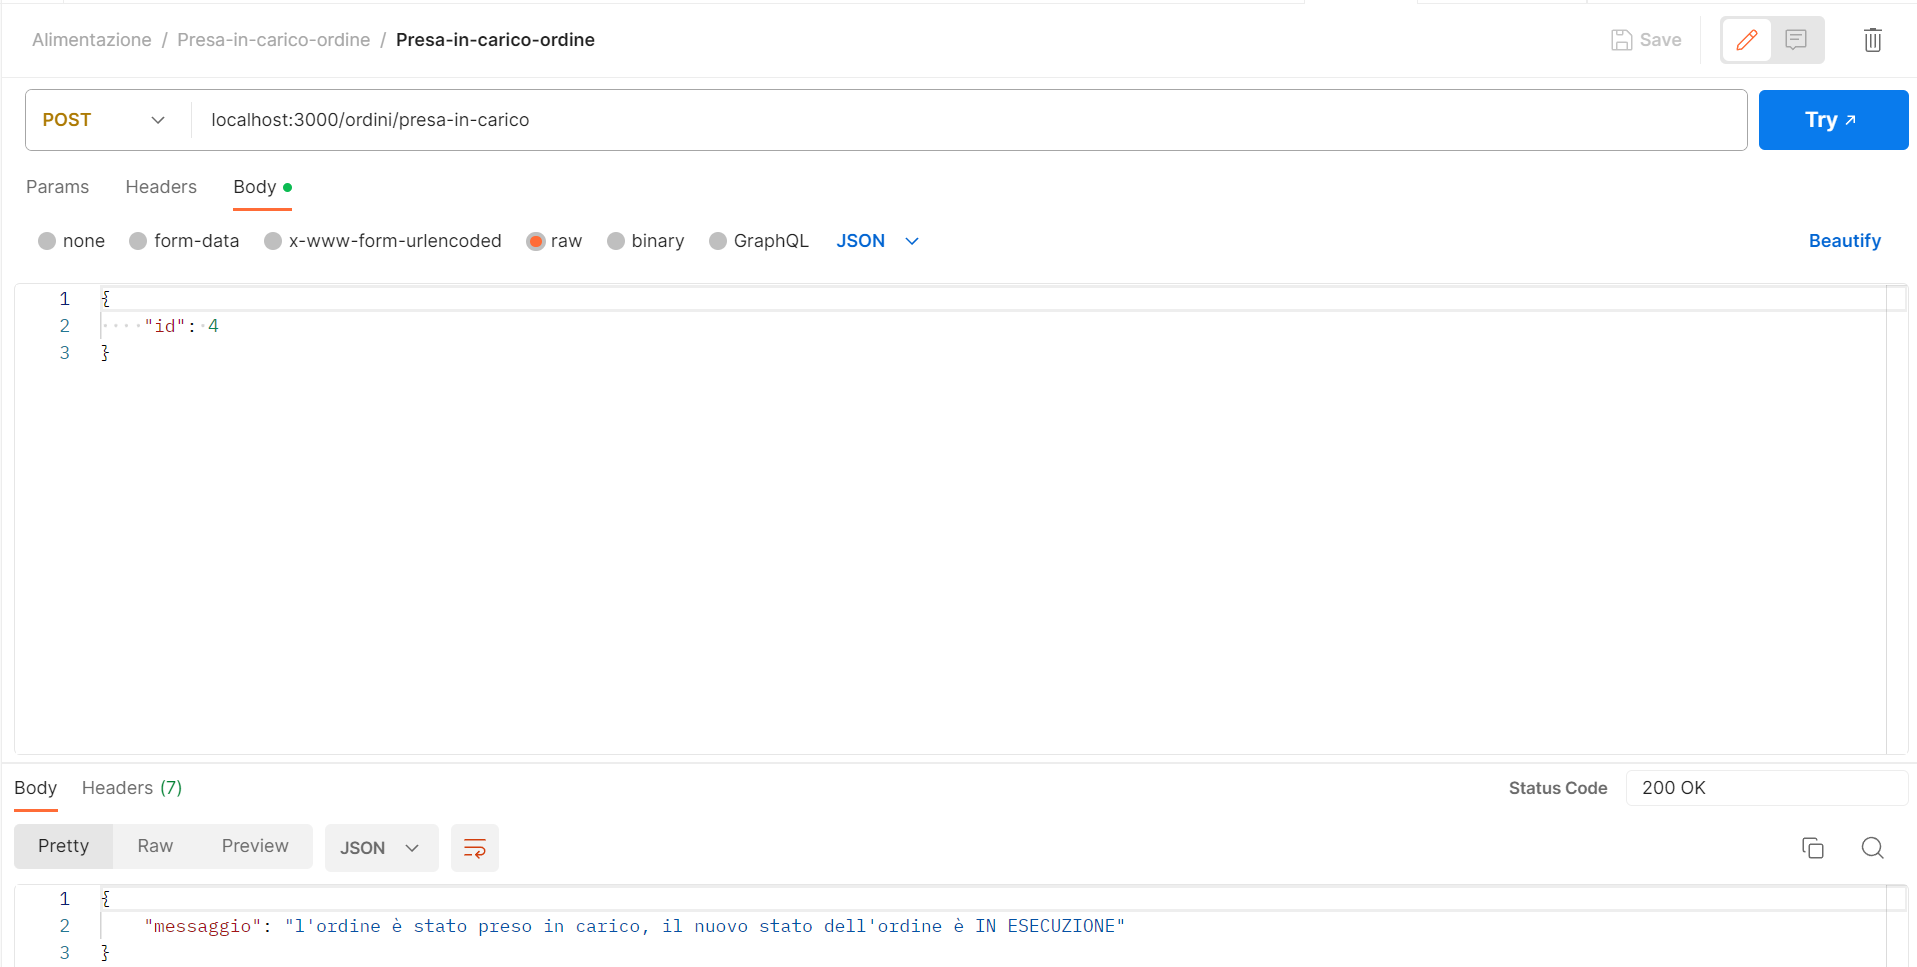 Alimentazione / Presa-in-carico-ordine / Presa-in-carico-ordine
Save
POST
localhost:3000/ordini/presa-in-carico
Try
Params Headers Body
none form-data x-www-form-urlencoded raw binary GraphQL JSON Beautify
1 {
2 "id": 4
3 }
Body Headers (7) Status Code 200 OK
Pretty Raw Preview JSON
1 {
2 "messaggio": "l'ordine è stato preso in carico, il nuovo stato dell'ordine è IN ESECUZIONE"
3 }